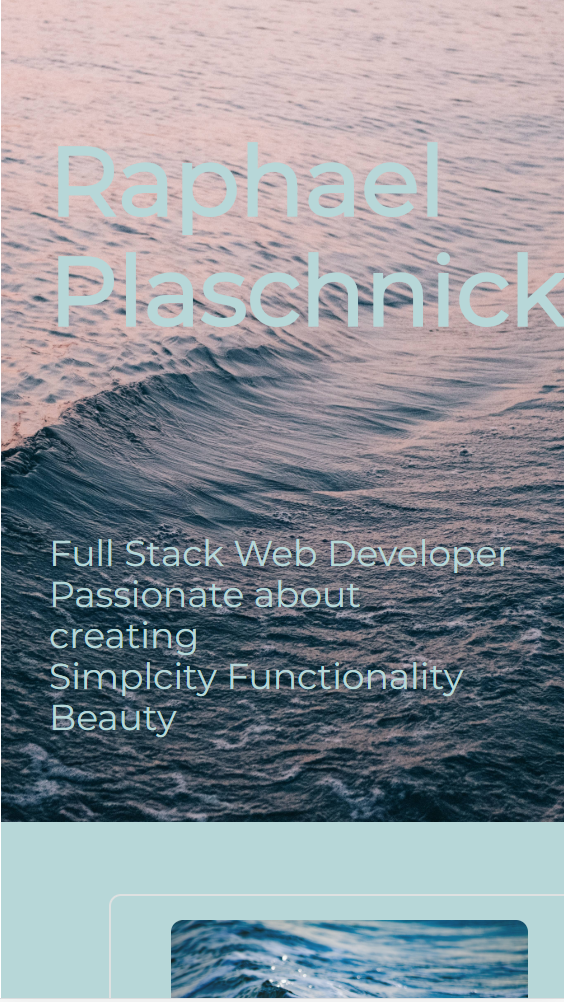 Raphael
Plaschnick
Full Stack Web Developer
Passionate about
creating
Simplcity Functionality
Beauty